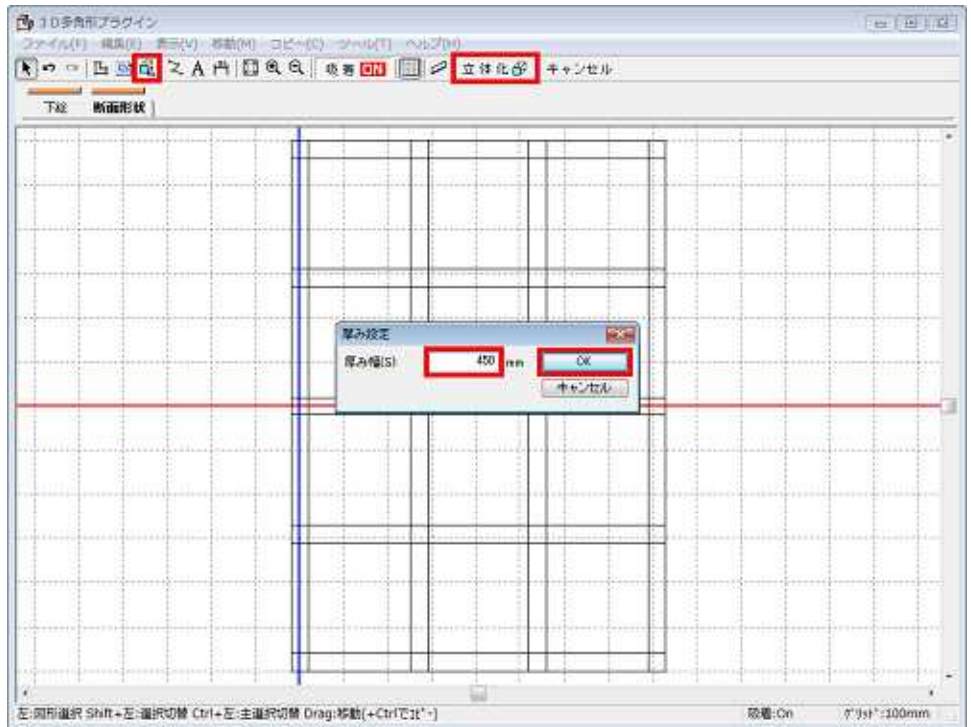 3D多角形プラグイン
ファイル(F) 編集(E) 表示(V) 移動(M) コピー(C) ツール(T) ヘルプ(H)
A 吸着 ON 立体化 キャンセル
下絵 断面形状
厚み設定
厚み幅(S) 450 mm OK
キャンセル
左:図形選択 Shift+左:選択切替 Ctrl+左:主選択切替 Drag:移動(+Ctrlでｺﾋﾟｰ) 吸着:On ｸﾞﾘｯﾄﾞ:100mm